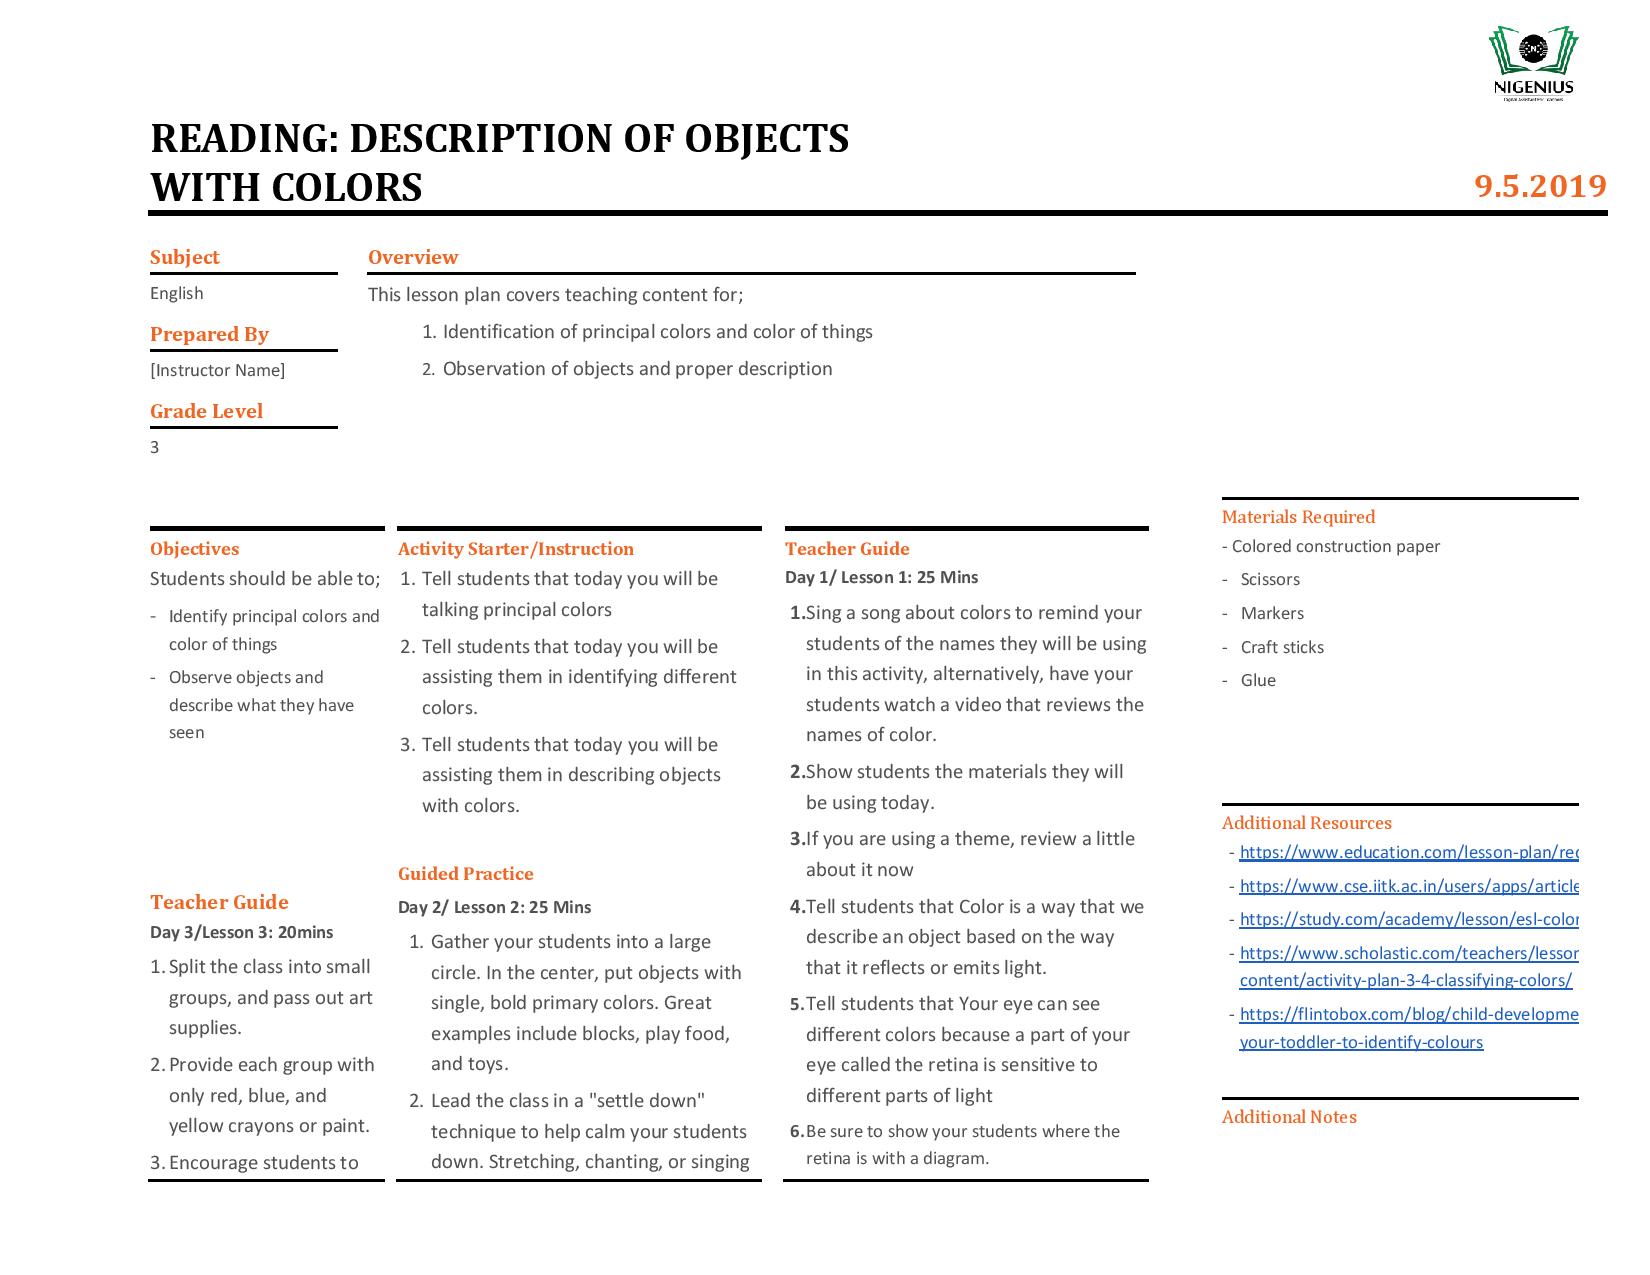 NIGENIUS
READING: DESCRIPTION OF OBJECTS
WITH COLORS
9.5.2019
Subject
English
Prepared By
[Instructor Name]
Grade Level
3
Overview
This lesson plan covers teaching content for;
1. Identification of principal colors and color of things
2. Observation of objects and proper description
Objectives
Students should be able to;
- Identify principal colors and
color of things
- Observe objects and
describe what they have
seen
Teacher Guide
Day 3/Lesson 3: 20mins
1. Split the class into small
groups, and pass out art
supplies.
2. Provide each group with
only red, blue, and
yellow crayons or paint.
3. Encourage students to
Activity Starter/Instruction
1. Tell students that today you will be
talking principal colors
2. Tell students that today you will be
assisting them in identifying different
colors.
3. Tell students that today you will be
assisting them in describing objects
with colors.
Guided Practice
Day 2/ Lesson 2: 25 Mins
1. Gather your students into a large
circle. In the center, put objects with
single, bold primary colors. Great
examples include blocks, play food,
and toys.
2. Lead the class in a "settle down"
technique to help calm your students
down. Stretching, chanting, or singing
Teacher Guide
Day 1/ Lesson 1: 25 Mins
1.Sing a song about colors to remind your
students of the names they will be using
in this activity, alternatively, have your
students watch a video that reviews the
names of color.
2.Show students the materials they will
be using today.
3.If you are using a theme, review a little
about it now
4.Tell students that Color is a way that we
describe an object based on the way
that it reflects or emits light.
5.Tell students that Your eye can see
different colors because a part of your
eye called the retina is sensitive to
different parts of light
6.Be sure to show your students where the
retina is with a diagram.
Materials Required
- Colored construction paper
- Scissors
- Markers
- Craft sticks
- Glue
Additional Resources
- https://www.education.com/lesson-plan/rec
- https://www.cse.iitk.ac.in/users/apps/article
- https://study.com/academy/lesson/esl-color
- https://www.scholastic.com/teachers/lesson
content/activity-plan-3-4-classifying-colors/
- https://flintobox.com/blog/child-developme
your-toddler-to-identify-colours
Additional Notes